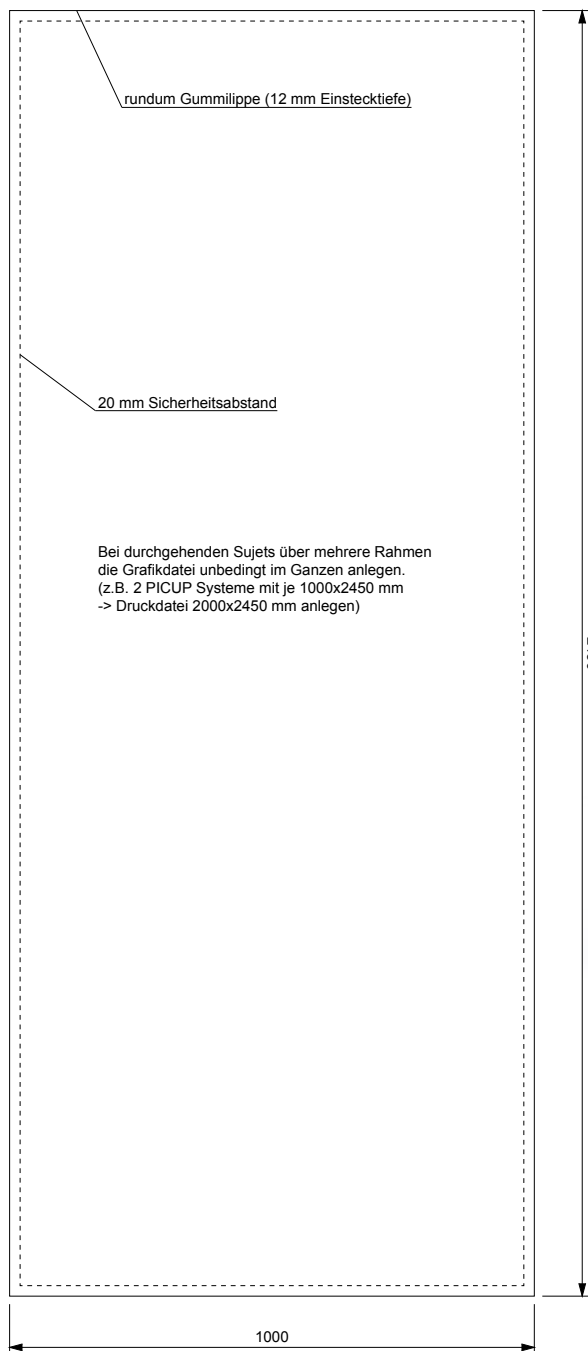 rundum Gummilippe (12 mm Einstecktiefe)
20 mm Sicherheitsabstand
Bei durchgehenden Sujets über mehrere Rahmen
die Grafikdatei unbedingt im Ganzen anlegen.
(z.B. 2 PICUP Systeme mit je 1000x2450 mm
-> Druckdatei 2000x2450 mm anlegen)
1000